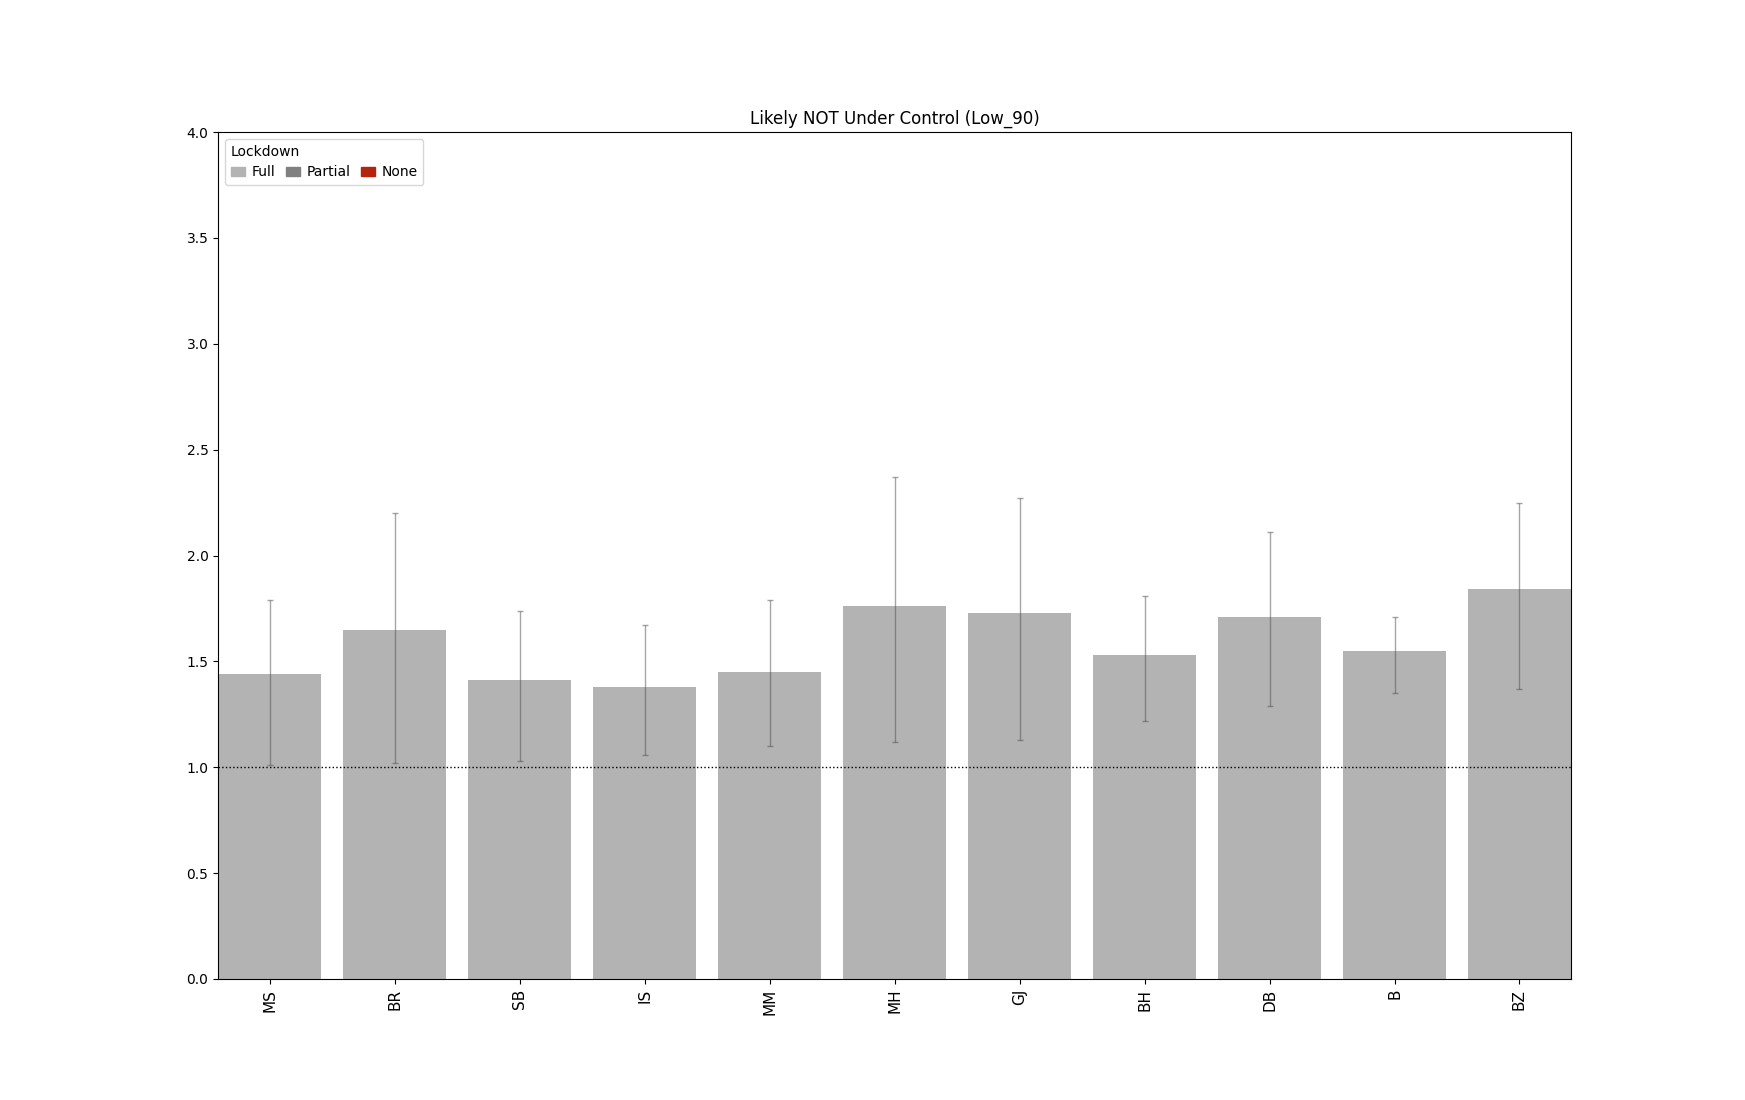 Likely NOT Under Control (Low_90)
4.0
Lockdown
Full Partial None
3.5
3.0
2.5
2.0
1.5
1.0
0.5
0.0
MS BR SB IS MM MH GJ BH DB B BZ